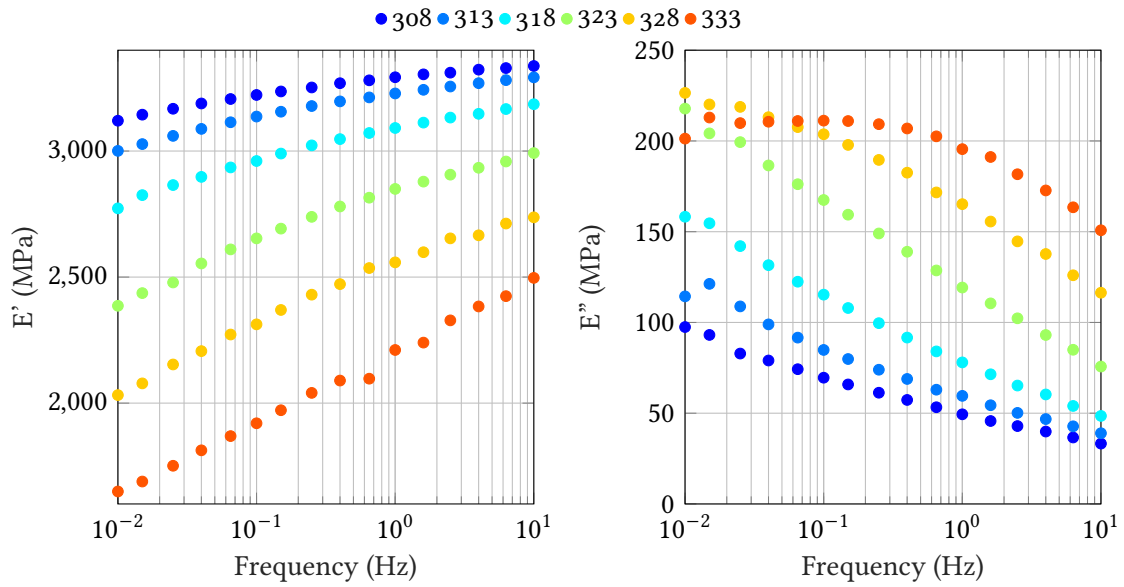 308 313 318 323 328 333
E’ (MPa)
3,000
2,500
2,000
10⁻² 10⁻¹ 10⁰ 10¹
Frequency (Hz)
E” (MPa)
250
200
150
100
50
0
10⁻² 10⁻¹ 10⁰ 10¹
Frequency (Hz)